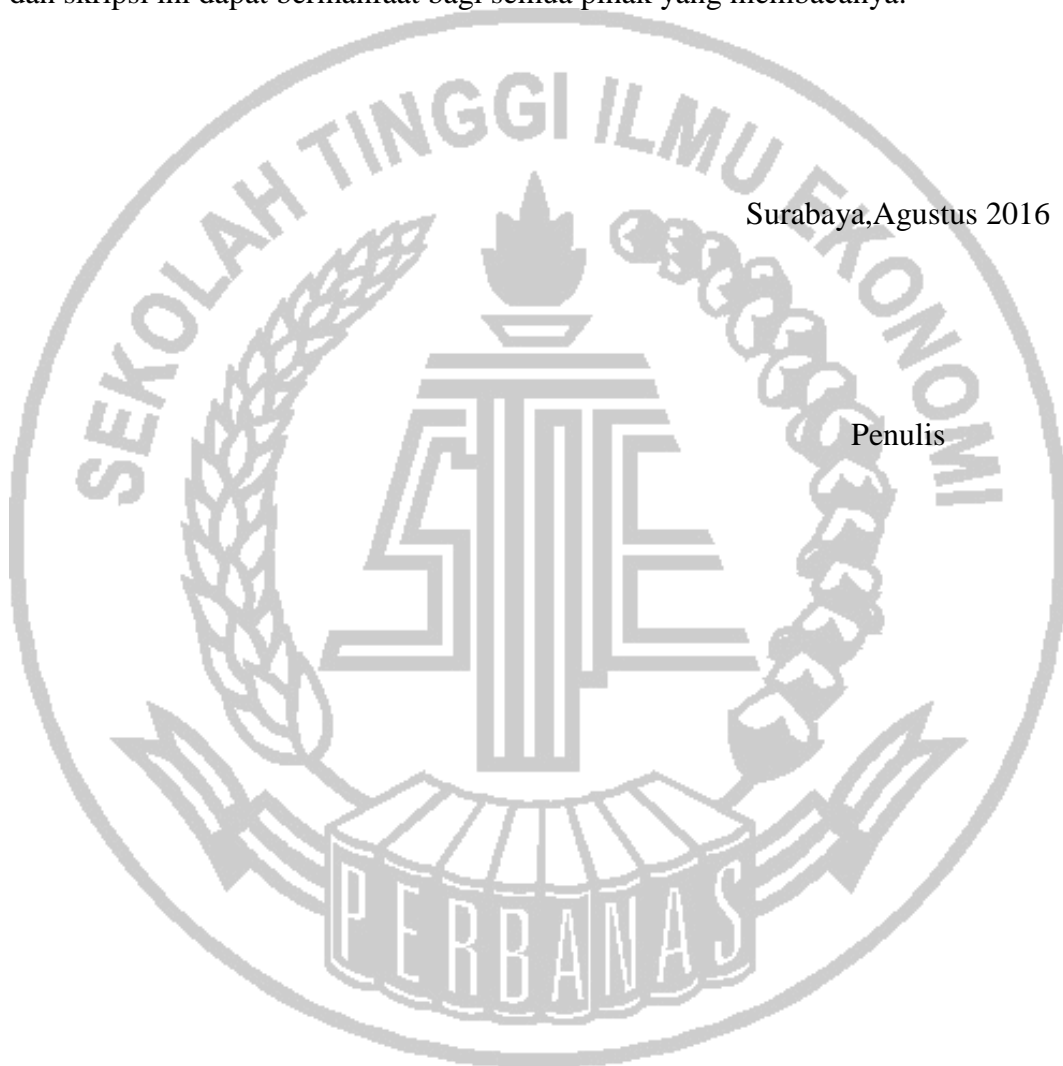 dan skripsi ini dapat bermanfaat bagi semua pihak yang membacanya.
SEKOLAH TINGGI ILMU EKONOMI
Surabaya,Agustus 2016
Penulis
STIE
PERBANAS